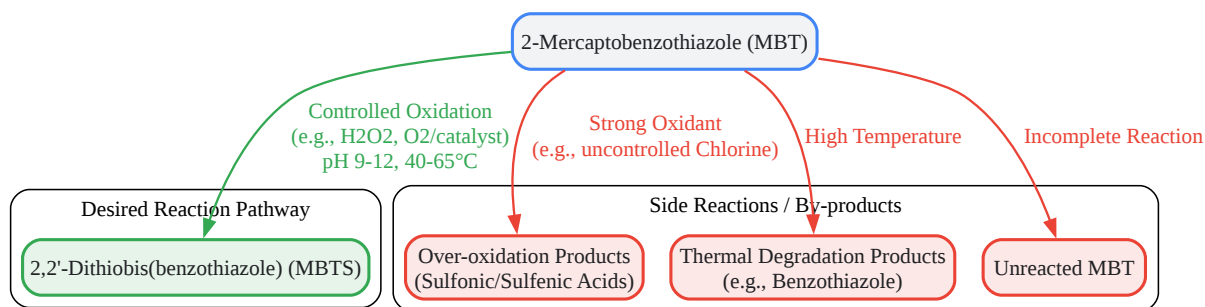 2-Mercaptobenzothiazole (MBT)
Controlled Oxidation
(e.g., H2O2, O2/catalyst)
pH 9-12, 40-65°C
Strong Oxidant
(e.g., uncontrolled Chlorine)
High Temperature
Incomplete Reaction
Desired Reaction Pathway
2,2'-Dithiobis(benzothiazole) (MBTS)
Side Reactions / By-products
Over-oxidation Products
(Sulfonic/Sulfenic Acids)
Thermal Degradation Products
(e.g., Benzothiazole)
Unreacted MBT